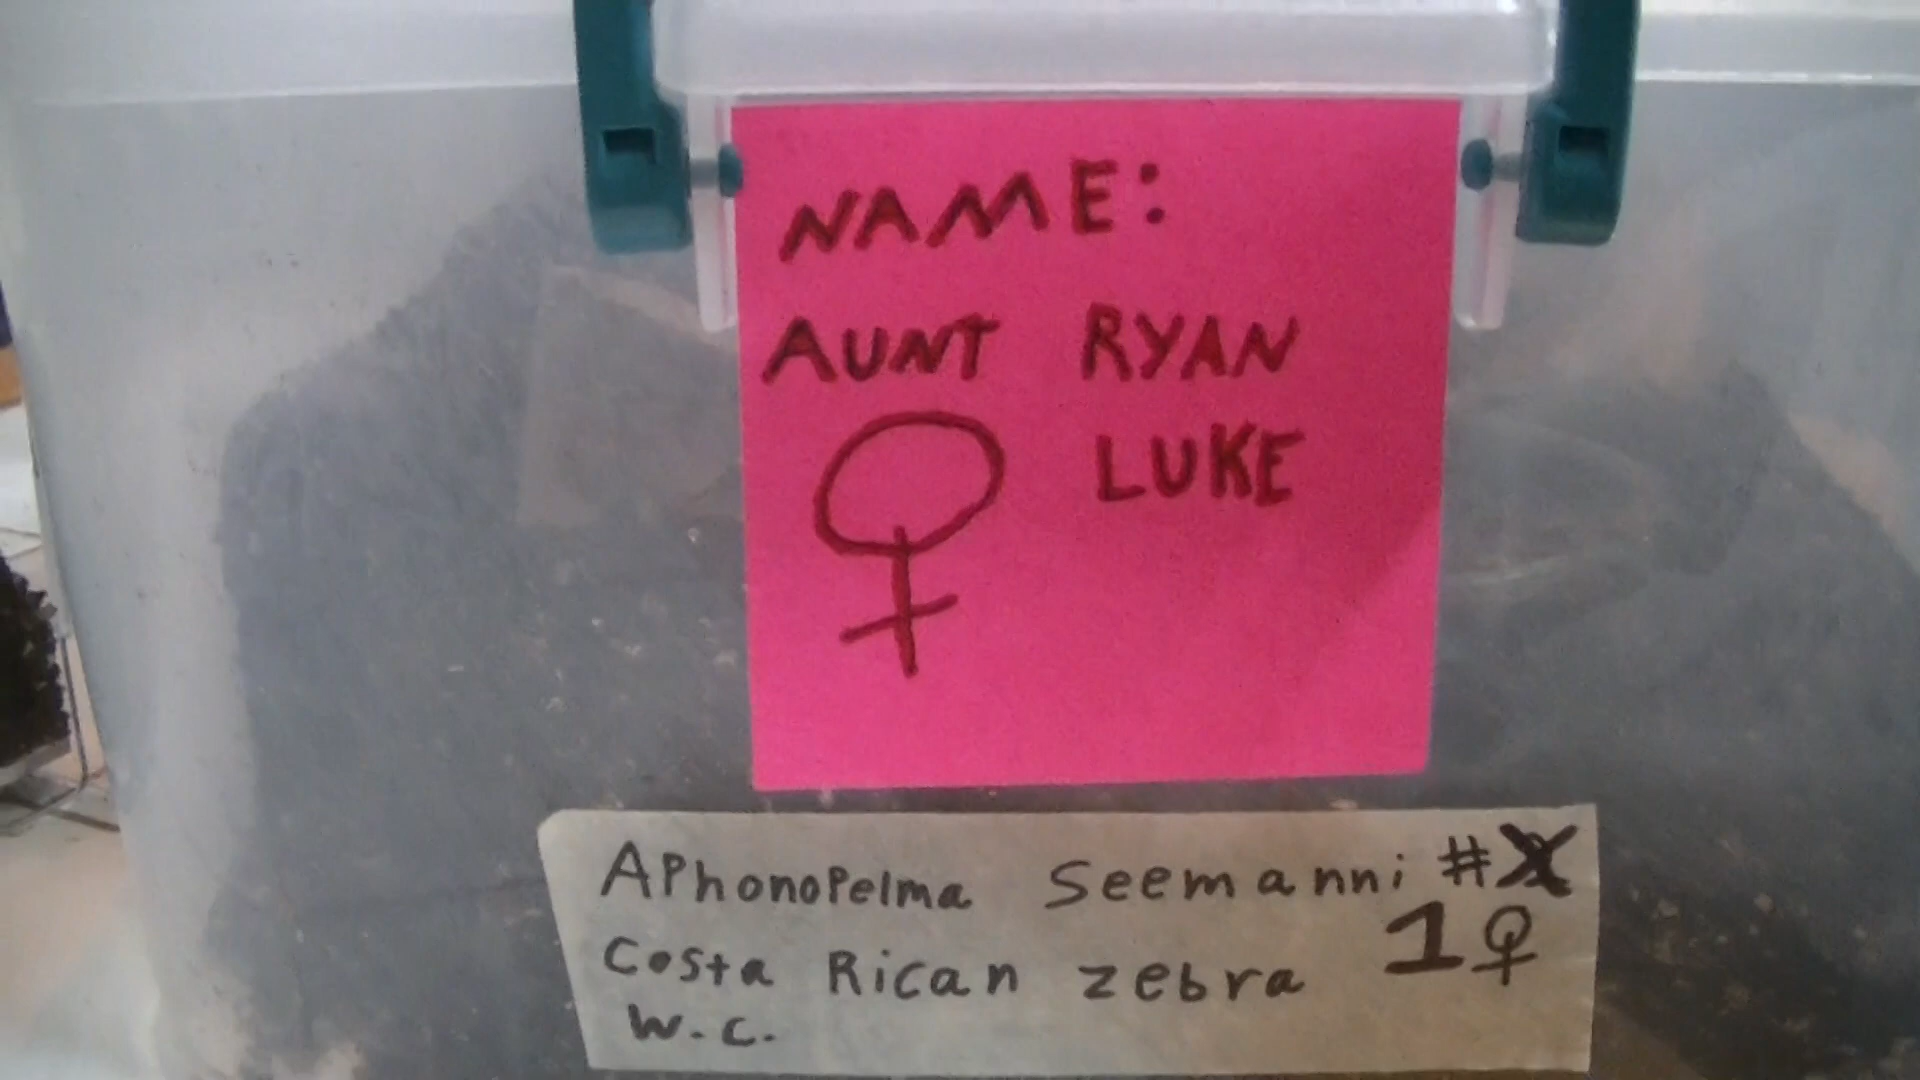 NAME:
AUNT RYAN
LUKE
♀
APhonoPelma Seemanni #
Costa Rican zebra 1♀
W.C.